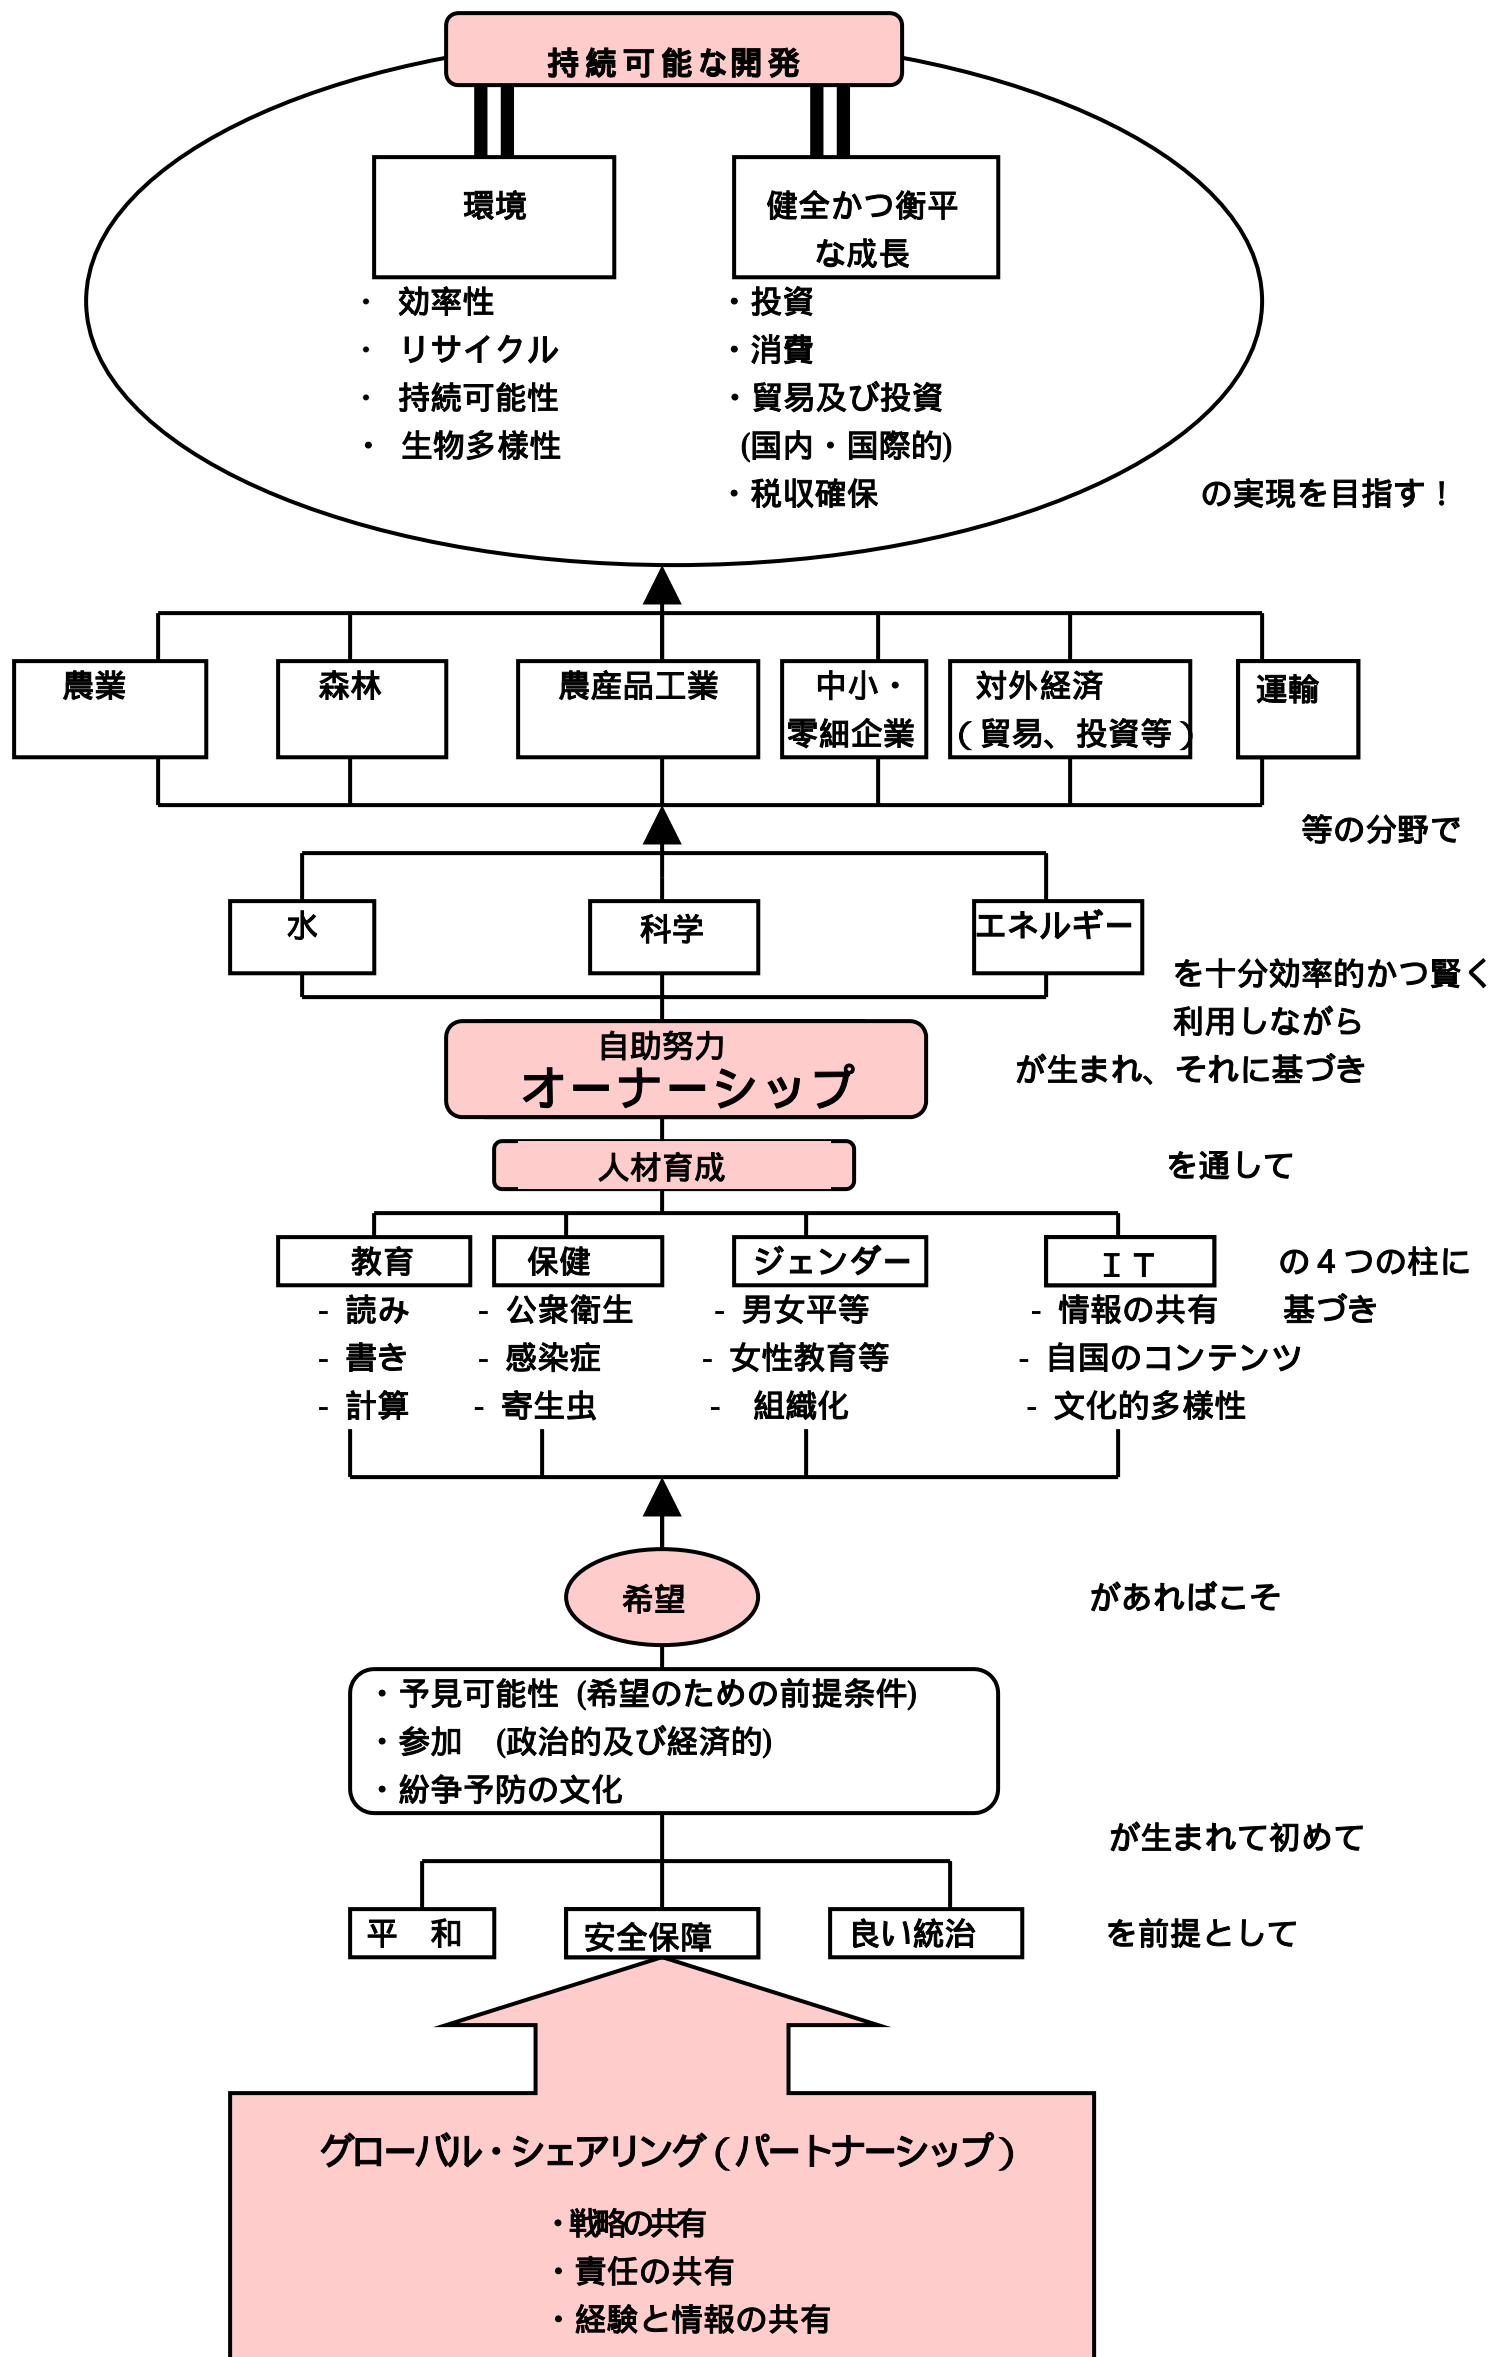 持続可能な開発
環境
健全かつ衡平
な成長
・ 効率性
・ リサイクル
・ 持続可能性
・ 生物多様性
・投資
・消費
・貿易及び投資
(国内・国際的)
・税収確保
の実現を目指す！
農業
森林
農産品工業
中小・
零細企業
対外経済
（貿易、投資等）
運輸
等の分野で
水
科学
エネルギー
を十分効率的かつ賢く
利用しながら
自助努力
オーナーシップ
が生まれ、それに基づき
人材育成
を通して
教育
保健
ジェンダー
ＩＴ
の４つの柱に
基づき
- 読み
- 書き
- 計算
- 公衆衛生
- 感染症
- 寄生虫
- 男女平等
- 女性教育等
- 組織化
- 情報の共有
- 自国のコンテンツ
- 文化的多様性
希望
があればこそ
・予見可能性 (希望のための前提条件)
・参加　(政治的及び経済的)
・紛争予防の文化
が生まれて初めて
平　和
安全保障
良い統治
を前提として
グローバル・シェアリング（パートナーシップ）
・戦略の共有
・責任の共有
・経験と情報の共有